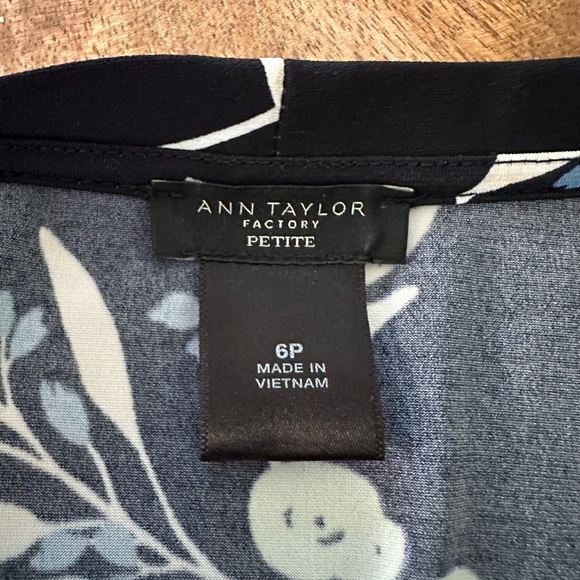 ANN TAYLOR
FACTORY
PETITE
6P
MADE IN
VIETNAM